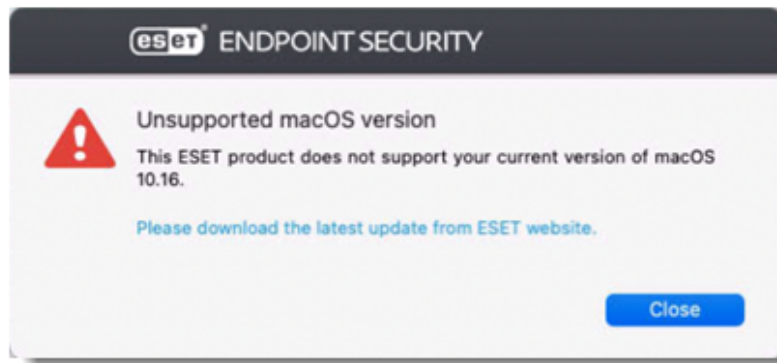 eset® ENDPOINT SECURITY
Unsupported macOS version
This ESET product does not support your current version of macOS
10.16.
Please download the latest update from ESET website.
Close